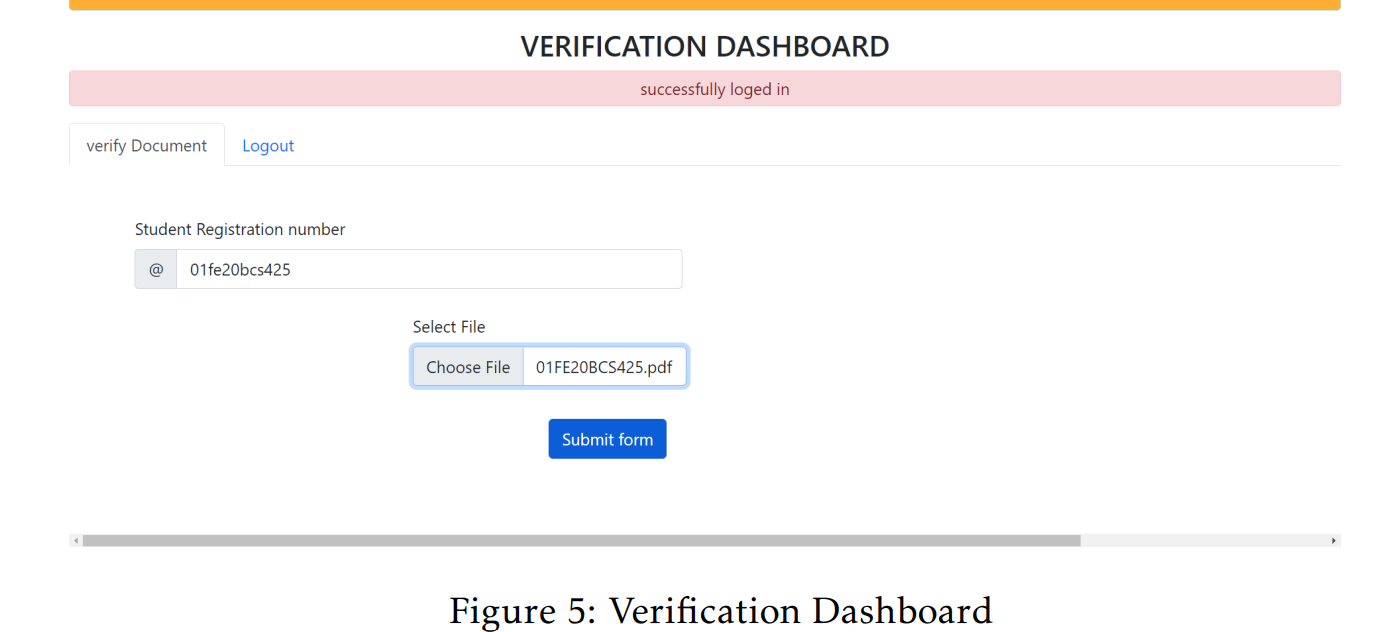 VERIFICATION DASHBOARD
successfully loged in
verify Document Logout
Student Registration number
@ 01fe20bcs425
Select File
Choose File 01FE20BCS425.pdf
Submit form
Figure 5: Verification Dashboard